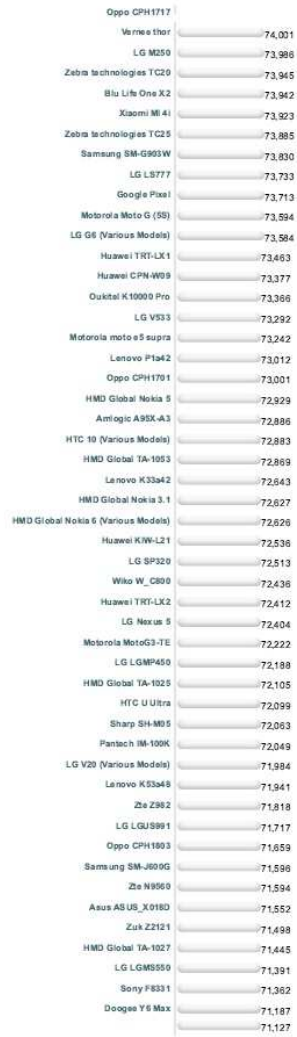 Oppo CPH1717
Vernee thor 74,001
LG M250 73,986
Zebra technologies TC20 73,945
Blu Life One X2 73,942
Xiaomi MI 4i 73,923
Zebra technologies TC25 73,885
Samsung SM-G903W 73,830
LG LS777 73,733
Google Pixel 73,713
Motorola Moto G (5S) 73,594
LG G6 (Various Models) 73,584
Huawei TRT-LX1 73,463
Huawei CPN-W09 73,377
Oukitel K10000 Pro 73,366
LG V533 73,292
Motorola moto e5 supra 73,242
Lenovo P1a42 73,012
Oppo CPH1701 73,001
HMD Global Nokia 5 72,929
Amlogic A95X-A3 72,886
HTC 10 (Various Models) 72,883
HMD Global TA-1053 72,869
Lenovo K33a42 72,643
HMD Global Nokia 3.1 72,627
HMD Global Nokia 6 (Various Models) 72,626
Huawei KIW-L21 72,536
LG SP320 72,513
Wiko W_C800 72,436
Huawei TRT-LX2 72,412
LG Nexus 5 72,404
Motorola MotoG3-TE 72,222
LG LGMP450 72,188
HMD Global TA-1025 72,105
HTC U Ultra 72,099
Sharp SH-M05 72,063
Pantech IM-100K 72,049
LG V20 (Various Models) 71,984
Lenovo K53a48 71,941
Zte Z982 71,818
LG LGUS991 71,717
Oppo CPH1803 71,659
Samsung SM-J600G 71,596
Zte N9560 71,594
Asus ASUS_X018D 71,552
Zuk Z2121 71,498
HMD Global TA-1027 71,445
LG LGMS550 71,391
Sony F8331 71,362
Doogee Y6 Max 71,187
71,127